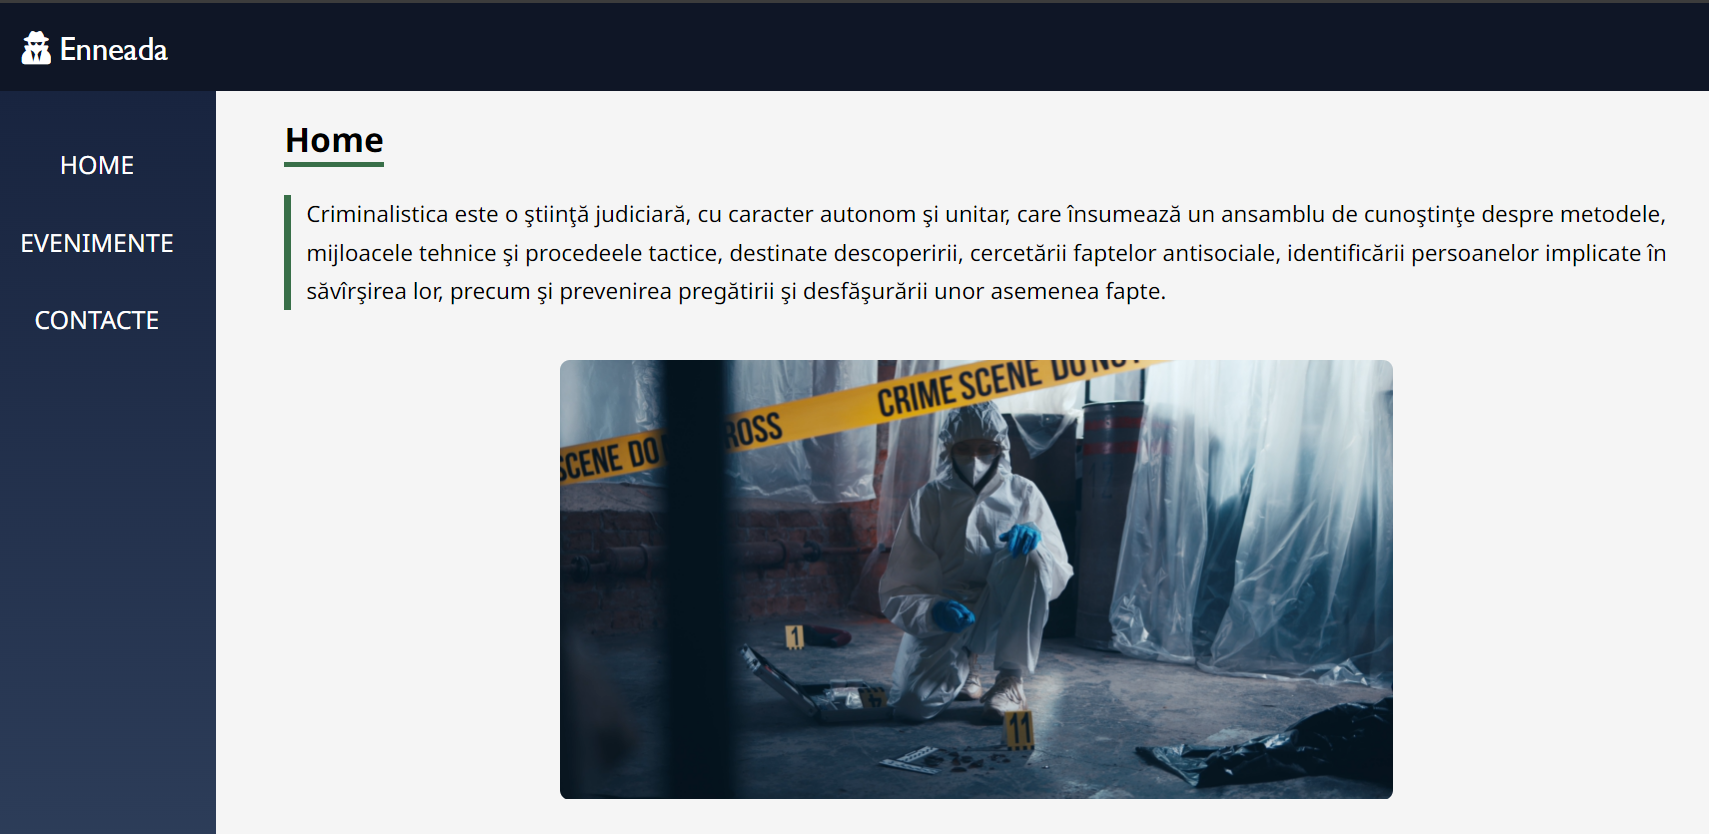 Enneada
HOME
EVENIMENTE
CONTACTE
Home
Criminalistica este o ştiinţă judiciară, cu caracter autonom şi unitar, care însumează un ansamblu de cunoştinţe despre metodele,
mijloacele tehnice şi procedeele tactice, destinate descoperirii, cercetării faptelor antisociale, identificării persoanelor implicate în
săvîrşirea lor, precum şi prevenirea pregătirii şi desfăşurării unor asemenea fapte.
CRIME SCENE DO NOT
SCENE DO ROSS
1
11